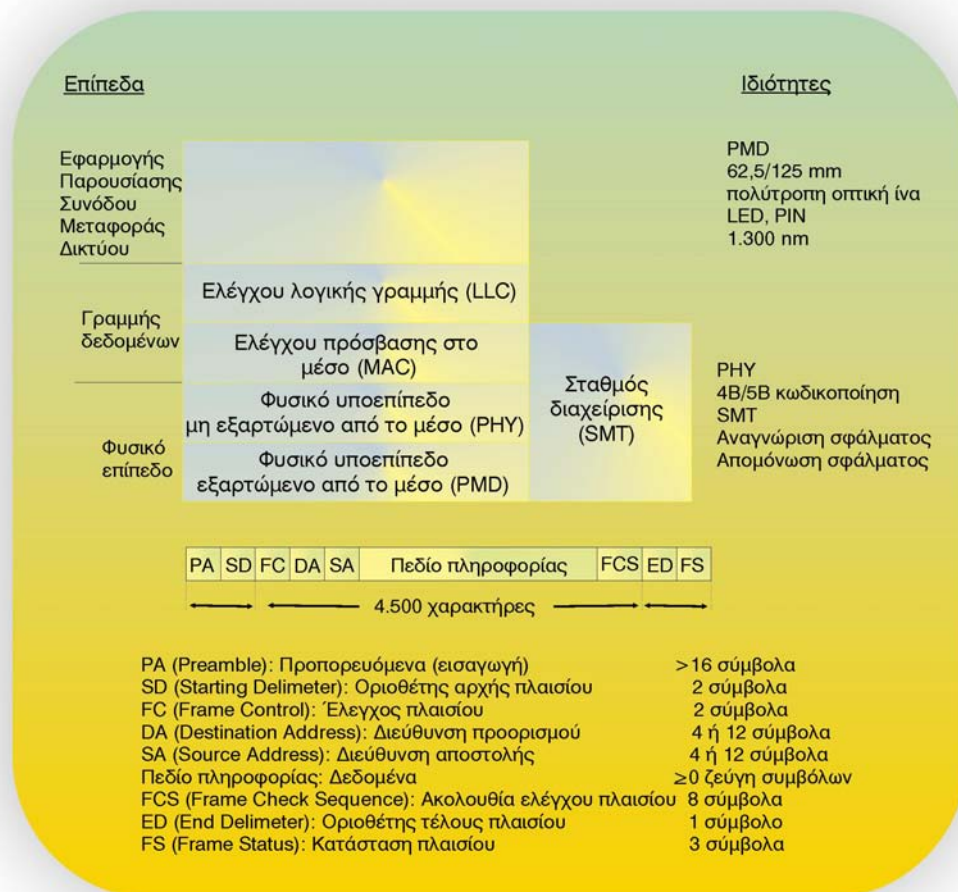 Επίπεδα
Ιδιότητες
Εφαρμογής
Παρουσίασης
Συνόδου
Μεταφοράς
Δικτύου
PMD
62,5/125 mm
πολύτροπη οπτική ίνα
LED, PIN
1.300 nm
Γραμμής
δεδομένων
Φυσικό
επίπεδο
Ελέγχου λογικής γραμμής (LLC)
Ελέγχου πρόσβασης στο
μέσο (MAC)
Φυσικό υποεπίπεδο
μη εξαρτώμενο από το μέσο (PHY)
Φυσικό υποεπίπεδο
εξαρτώμενο από το μέσο (PMD)
Σταθμός
διαχείρισης
(SMT)
PHY
4B/5B κωδικοποίηση
SMT
Αναγνώριση σφάλματος
Απομόνωση σφάλματος
PA SD FC DA SA Πεδίο πληροφορίας FCS ED FS
4.500 χαρακτήρες
PA (Preamble): Προπορευόμενα (εισαγωγή) >16 σύμβολα
SD (Starting Delimeter): Οριοθέτης αρχής πλαισίου 2 σύμβολα
FC (Frame Control): Έλεγχος πλαισίου 2 σύμβολα
DA (Destination Address): Διεύθυνση προορισμού 4 ή 12 σύμβολα
SA (Source Address): Διεύθυνση αποστολής 4 ή 12 σύμβολα
Πεδίο πληροφορίας: Δεδομένα ≥0 ζεύγη συμβόλων
FCS (Frame Check Sequence): Ακολουθία ελέγχου πλαισίου 8 σύμβολα
ED (End Delimeter): Οριοθέτης τέλους πλαισίου 1 σύμβολο
FS (Frame Status): Κατάσταση πλαισίου 3 σύμβολα